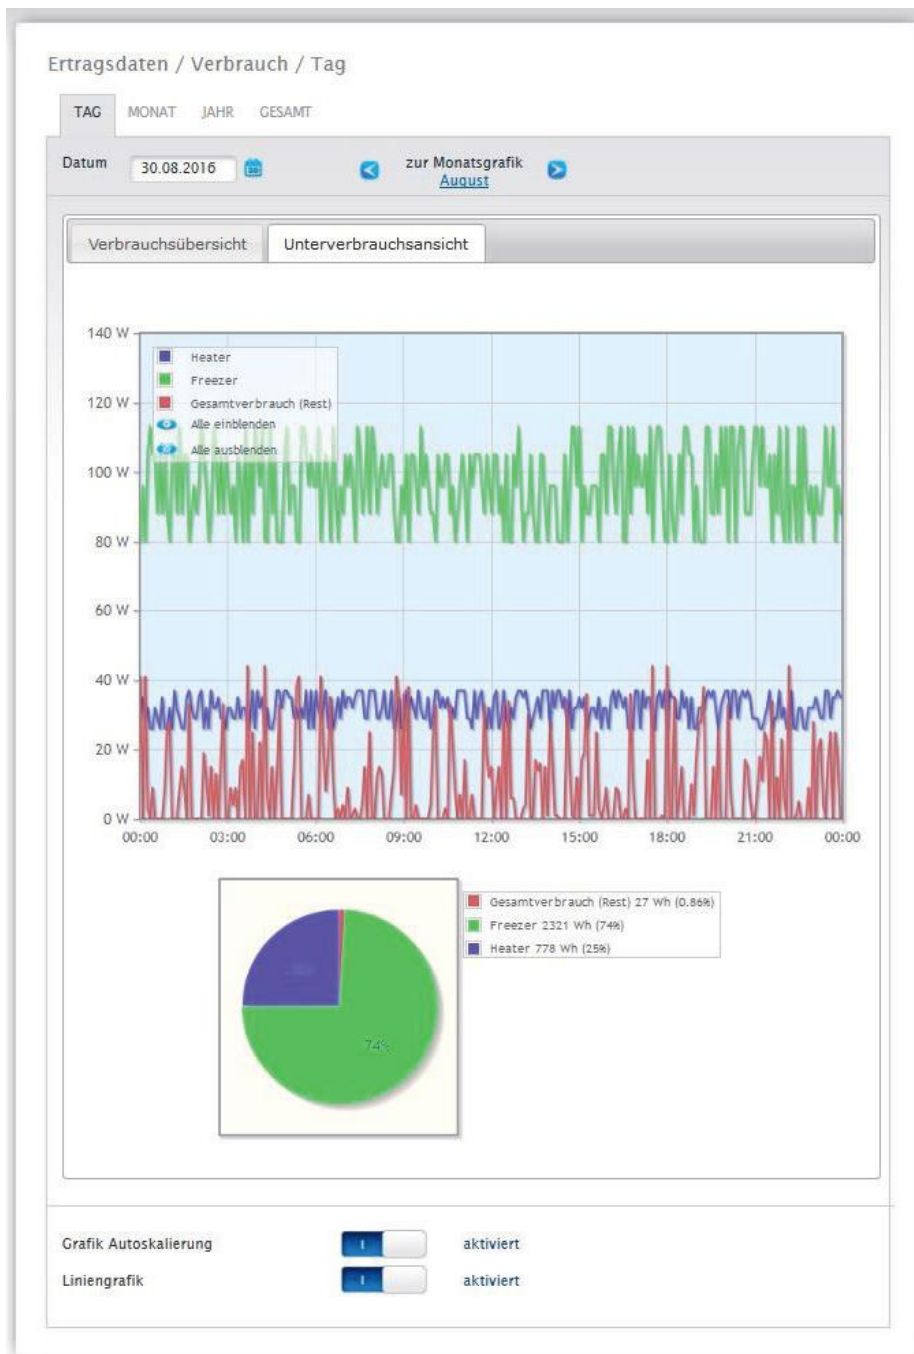 Ertragsdaten / Verbrauch / Tag
TAG MONAT JAHR GESAMT
Datum 30.08.2016 zur Monatsgrafik
August
Verbrauchsübersicht Unterverbrauchsansicht
140 W
Heater
Freezer
120 W
Gesamtverbrauch (Rest)
Alle einblenden
Alle ausblenden
100 W
80 W
60 W
40 W
20 W
0 W
00:00 03:00 06:00 09:00 12:00 15:00 18:00 21:00 00:00
Gesamtverbrauch (Rest) 27 Wh (0.86%)
Freezer 2321 Wh (74%)
Heater 778 Wh (25%)
74%
Grafik Autoskalierung I aktiviert
Liniengrafik I aktiviert